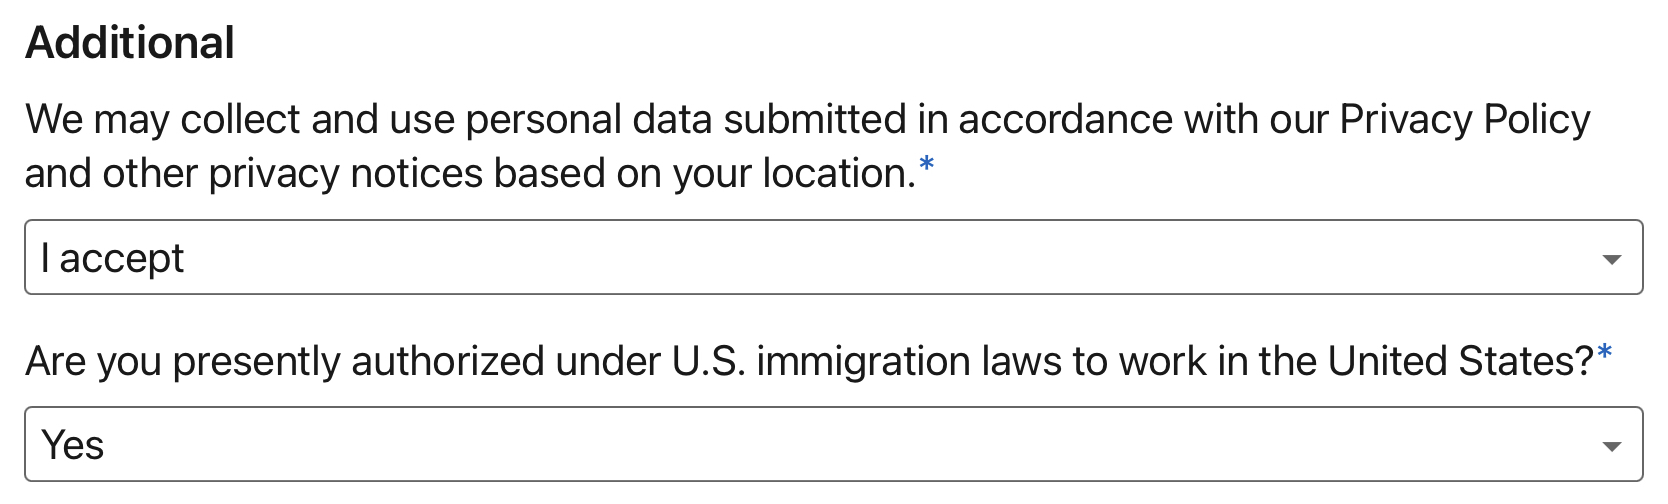 Additional
We may collect and use personal data submitted in accordance with our Privacy Policy
and other privacy notices based on your location.*
I accept
Are you presently authorized under U.S. immigration laws to work in the United States?*
Yes